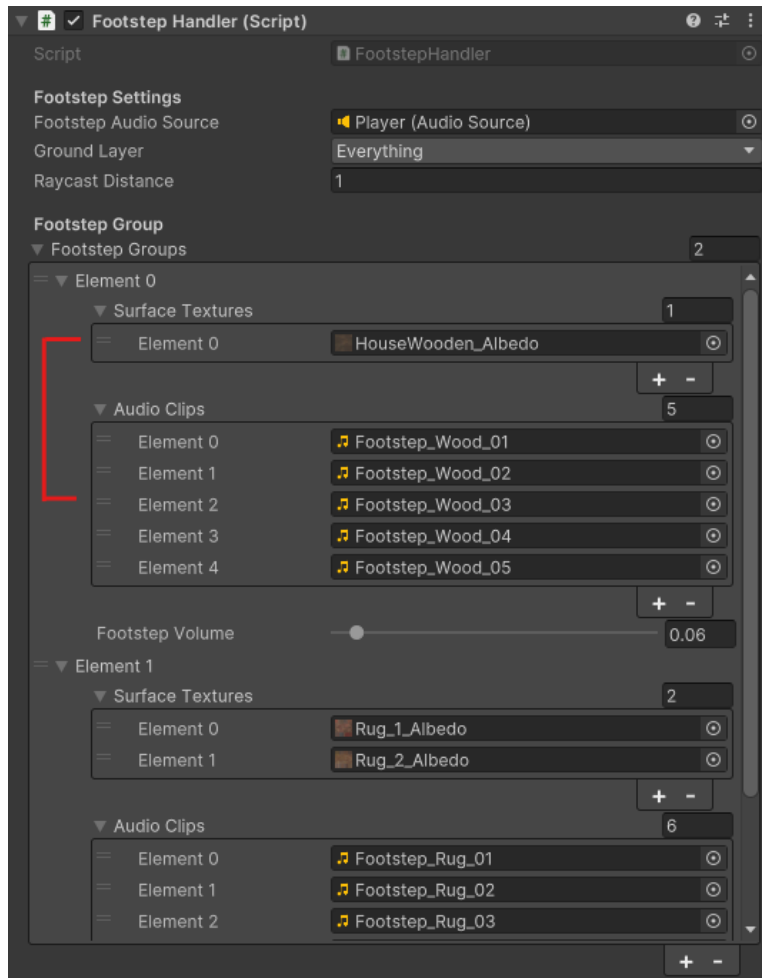 Footstep Handler (Script)
Script FootstepHandler
Footstep Settings
Footstep Audio Source Player (Audio Source)
Ground Layer Everything
Raycast Distance 1
Footstep Group
Footstep Groups 2
Element 0
Surface Textures 1
Element 0 HouseWooden_Albedo
+ -
Audio Clips 5
Element 0 Footstep_Wood_01
Element 1 Footstep_Wood_02
Element 2 Footstep_Wood_03
Element 3 Footstep_Wood_04
Element 4 Footstep_Wood_05
+ -
Footstep Volume 0.06
Element 1
Surface Textures 2
Element 0 Rug_1_Albedo
Element 1 Rug_2_Albedo
+ -
Audio Clips 6
Element 0 Footstep_Rug_01
Element 1 Footstep_Rug_02
Element 2 Footstep_Rug_03
+ -